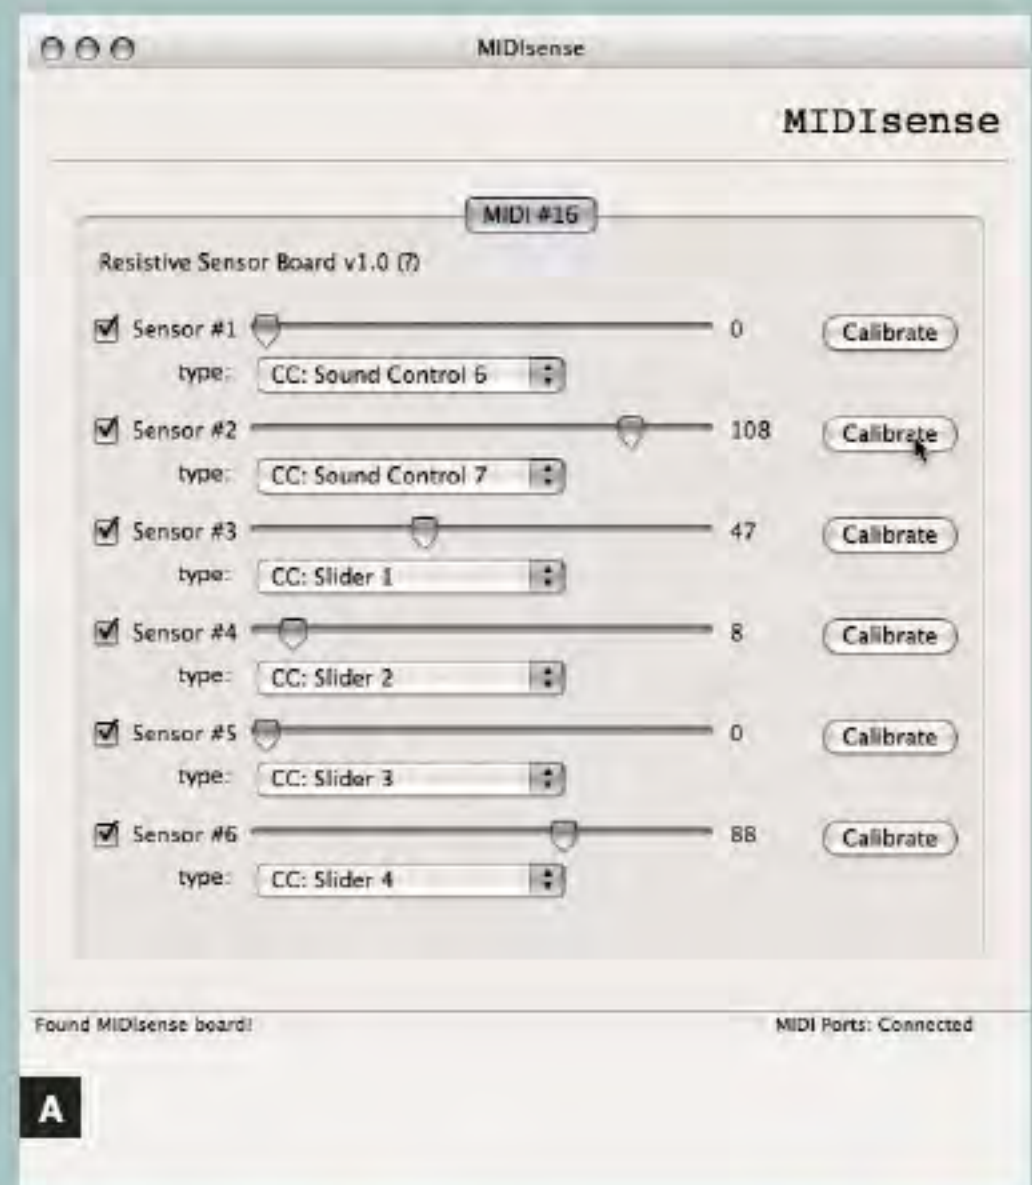 MIDIsense
MIDIsense
MIDI #16
Resistive Sensor Board v1.0 (?)
Sensor #1 0 Calibrate
type: CC: Sound Control 6
Sensor #2 108 Calibrate
type: CC: Sound Control 7
Sensor #3 47 Calibrate
type: CC: Slider 1
Sensor #4 8 Calibrate
type: CC: Slider 2
Sensor #5 0 Calibrate
type: CC: Slider 3
Sensor #6 88 Calibrate
type: CC: Slider 4
Found MIDIsense board! MIDI Ports: Connected
A